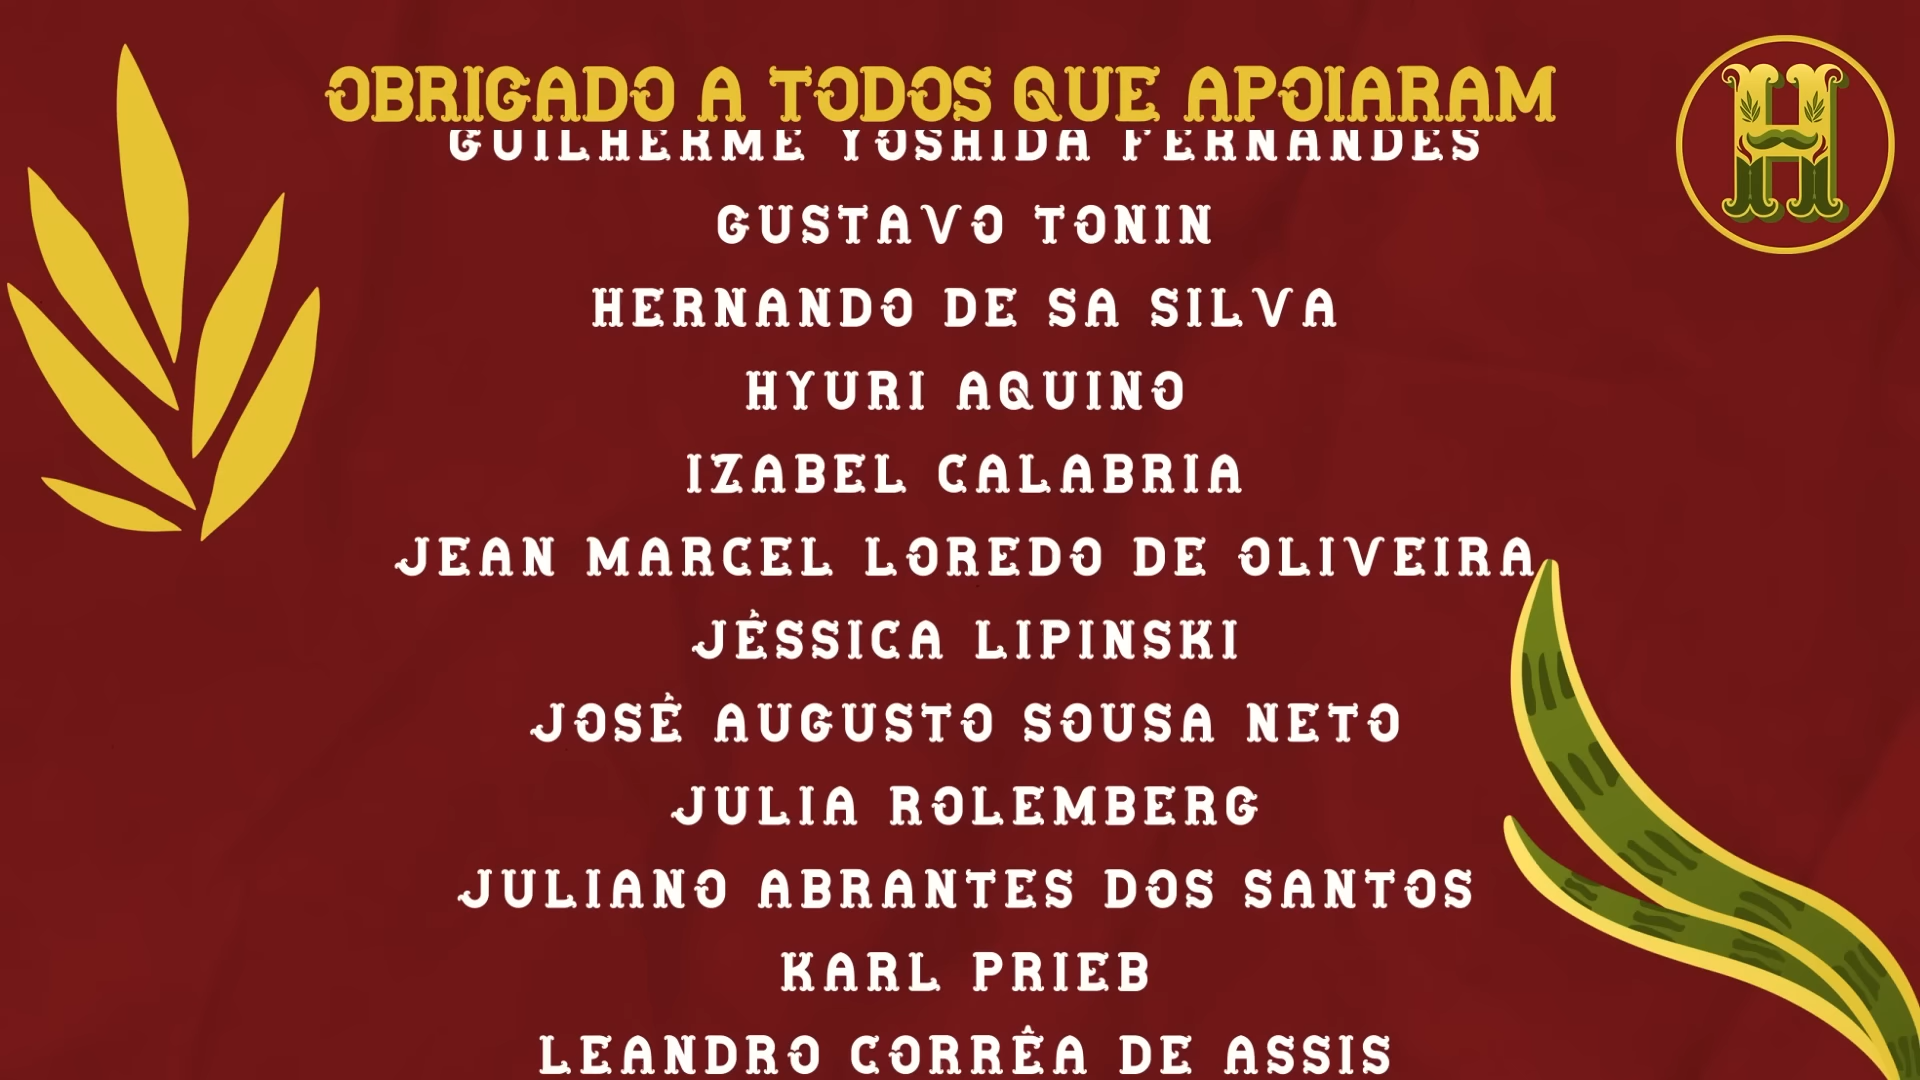 OBRIGADO A TODOS QUE APOIARAM
H
GUILHERME YOSHIDA FERNANDES
GUSTAVO TONIN
HERNANDO DE SA SILVA
HYURI AQUINO
IZABEL CALABRIA
JEAN MARCEL LOREDO DE OLIVEIRA
JÉSSICA LIPINSKI
JOSÉ AUGUSTO SOUSA NETO
JULIA ROLEMBERG
JULIANO ABRANTES DOS SANTOS
KARL PRIEB
LEANDRO CORRÊA DE ASSIS